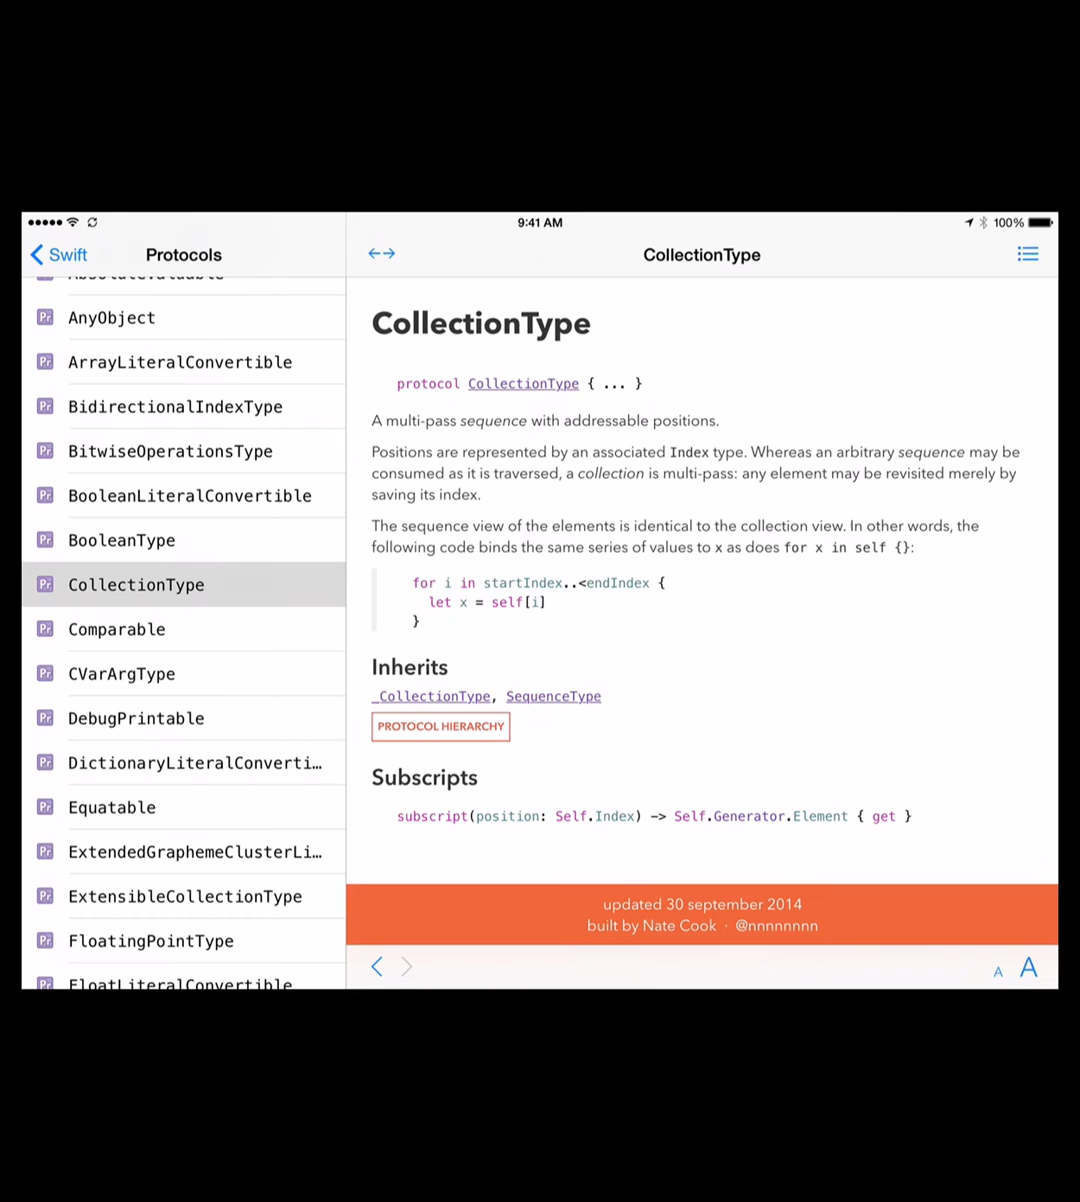 9:41 AM
100%
Swift
Protocols
CollectionType
AnyObject
ArrayLiteralConvertible
BidirectionalIndexType
BitwiseOperationsType
BooleanLiteralConvertible
BooleanType
CollectionType
Comparable
CVarArgType
DebugPrintable
DictionaryLiteralConverti…
Equatable
ExtendedGraphemeClusterLi…
ExtensibleCollectionType
FloatingPointType
FloatLiteralConvertible
CollectionType
protocol CollectionType { ... }
A multi-pass sequence with addressable positions.
Positions are represented by an associated Index type. Whereas an arbitrary sequence may be
consumed as it is traversed, a collection is multi-pass: any element may be revisited merely by
saving its index.
The sequence view of the elements is identical to the collection view. In other words, the
following code binds the same series of values to x as does for x in self {}:
for i in startIndex..<endIndex {
let x = self[i]
}
Inherits
_CollectionType, SequenceType
PROTOCOL HIERARCHY
Subscripts
subscript(position: Self.Index) -> Self.Generator.Element { get }
updated 30 september 2014
built by Nate Cook · @nnnnnnnn
A A